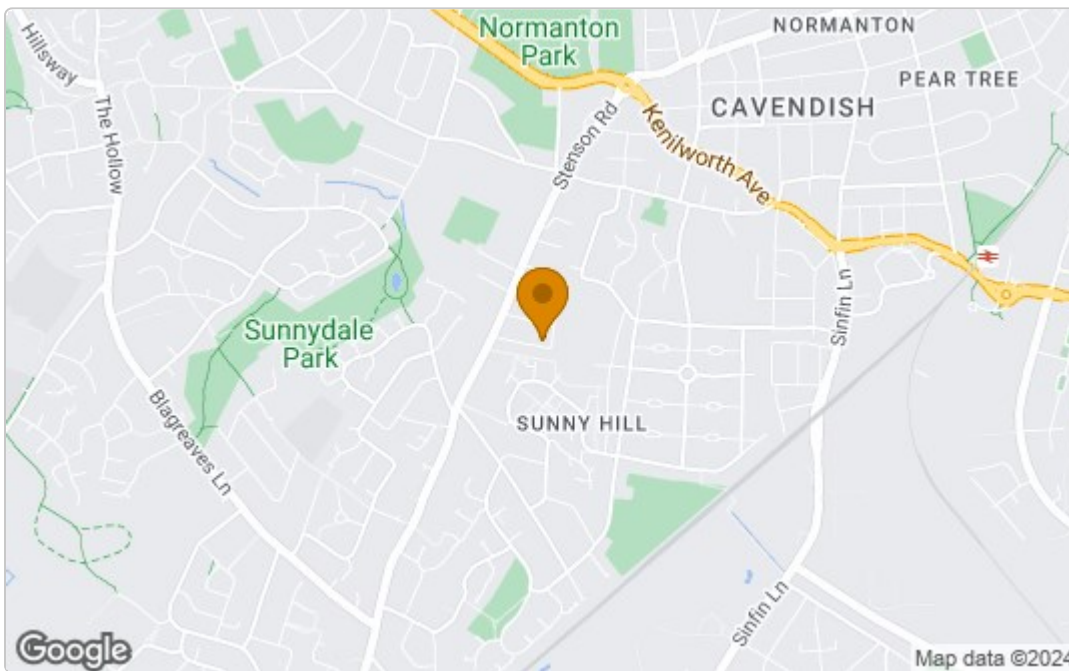 Hillsway
The Hollow
Normanton
Park
NORMANTON
PEAR TREE
CAVENDISH
Stenson Rd
Kenilworth Ave
Sunnydale
Park
Sinfin Ln
Blagreaves Ln
SUNNY HILL
Sinfin Ln
Google
Map data ©2024